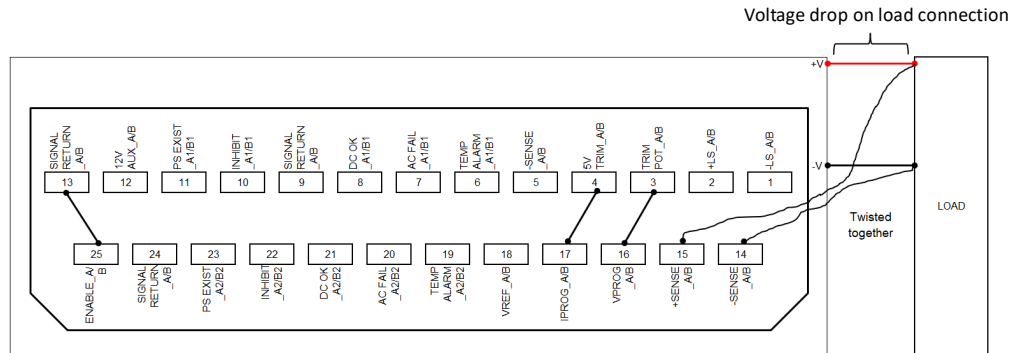 Voltage drop on load connection
+V
SIGNAL
RETURN
_A/B
12V
AUX_A/B
PS EXIST
_A1/B1
INHIBIT
_A1/B1
SIGNAL
RETURN
_A/B
DC OK
_A1/B1
AC FAIL
_A1/B1
TEMP
ALARM
_A1/B1
-SENSE
_A/B
5V
TRIM_A/B
TRIM
POT_A/B
+LS_A/B
-LS_A/B
13
12
11
10
9
8
7
6
5
4
3
2
1
-V
LOAD
Twisted
together
25
24
23
22
21
20
19
18
17
16
15
14
ENABLE_A/
B
SIGNAL
RETURN
_A/B
PS EXIST
_A2/B2
INHIBIT
_A2/B2
DC OK
_A2/B2
AC FAIL
_A2/B2
TEMP
ALARM
_A2/B2
VREF_A/B
IPROG_A/B
VPROG
_A/B
+SENSE
_A/B
-SENSE
_A/B